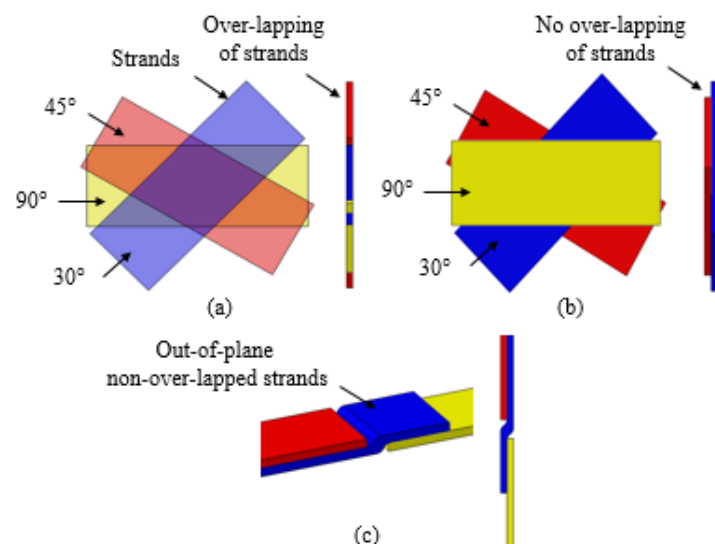 Over-lapping
of strands
Strands
45°
90°
30°
(a)
No over-lapping
of strands
45°
90°
30°
(b)
Out-of-plane
non-over-lapped strands
(c)